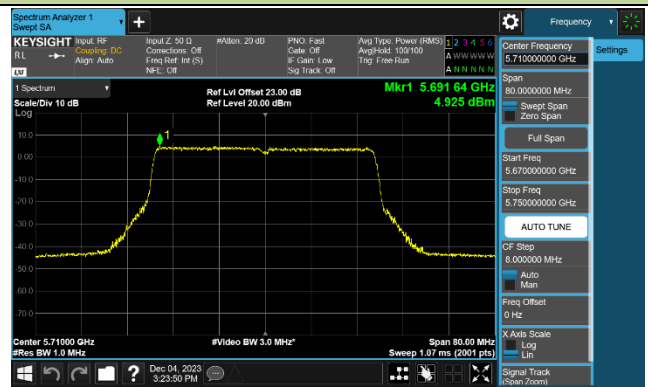 Spectrum Analyzer 1
Swept SA
+
Frequency
KEYSIGHT
RL
LXI
Input: RF
Coupling: DC
Align: Auto
Input Z: 50 Ω
Corrections: Off
Freq Ref: Int (S)
NFE: Off
#Atten: 20 dB
PNO: Fast
Gate: Off
IF Gain: Low
Sig Track: Off
Avg Type: Power (RMS)
Avg|Hold: 100/100
Trig: Free Run
1 2 3 4 5 6
A W W W W W
A N N N N N
1 Spectrum
Scale/Div 10 dB
Log
Ref Lvl Offset 23.00 dB
Ref Level 20.00 dBm
Mkr1 5.691 64 GHz
4.925 dBm
1
10.0
0.00
-10.0
-20.0
-30.0
-40.0
-50.0
-60.0
-70.0
Center 5.71000 GHz
#Res BW 1.0 MHz
#Video BW 3.0 MHz*
Span 80.00 MHz
Sweep 1.07 ms (2001 pts)
Dec 04, 2023
3:23:50 PM
?
Center Frequency
5.710000000 GHz
Settings
Span
80.0000000 MHz
Swept Span
Zero Span
Full Span
Start Freq
5.670000000 GHz
Stop Freq
5.750000000 GHz
AUTO TUNE
CF Step
8.000000 MHz
Auto
Man
Freq Offset
0 Hz
X Axis Scale
Log
Lin
Signal Track
(Span Zoom)